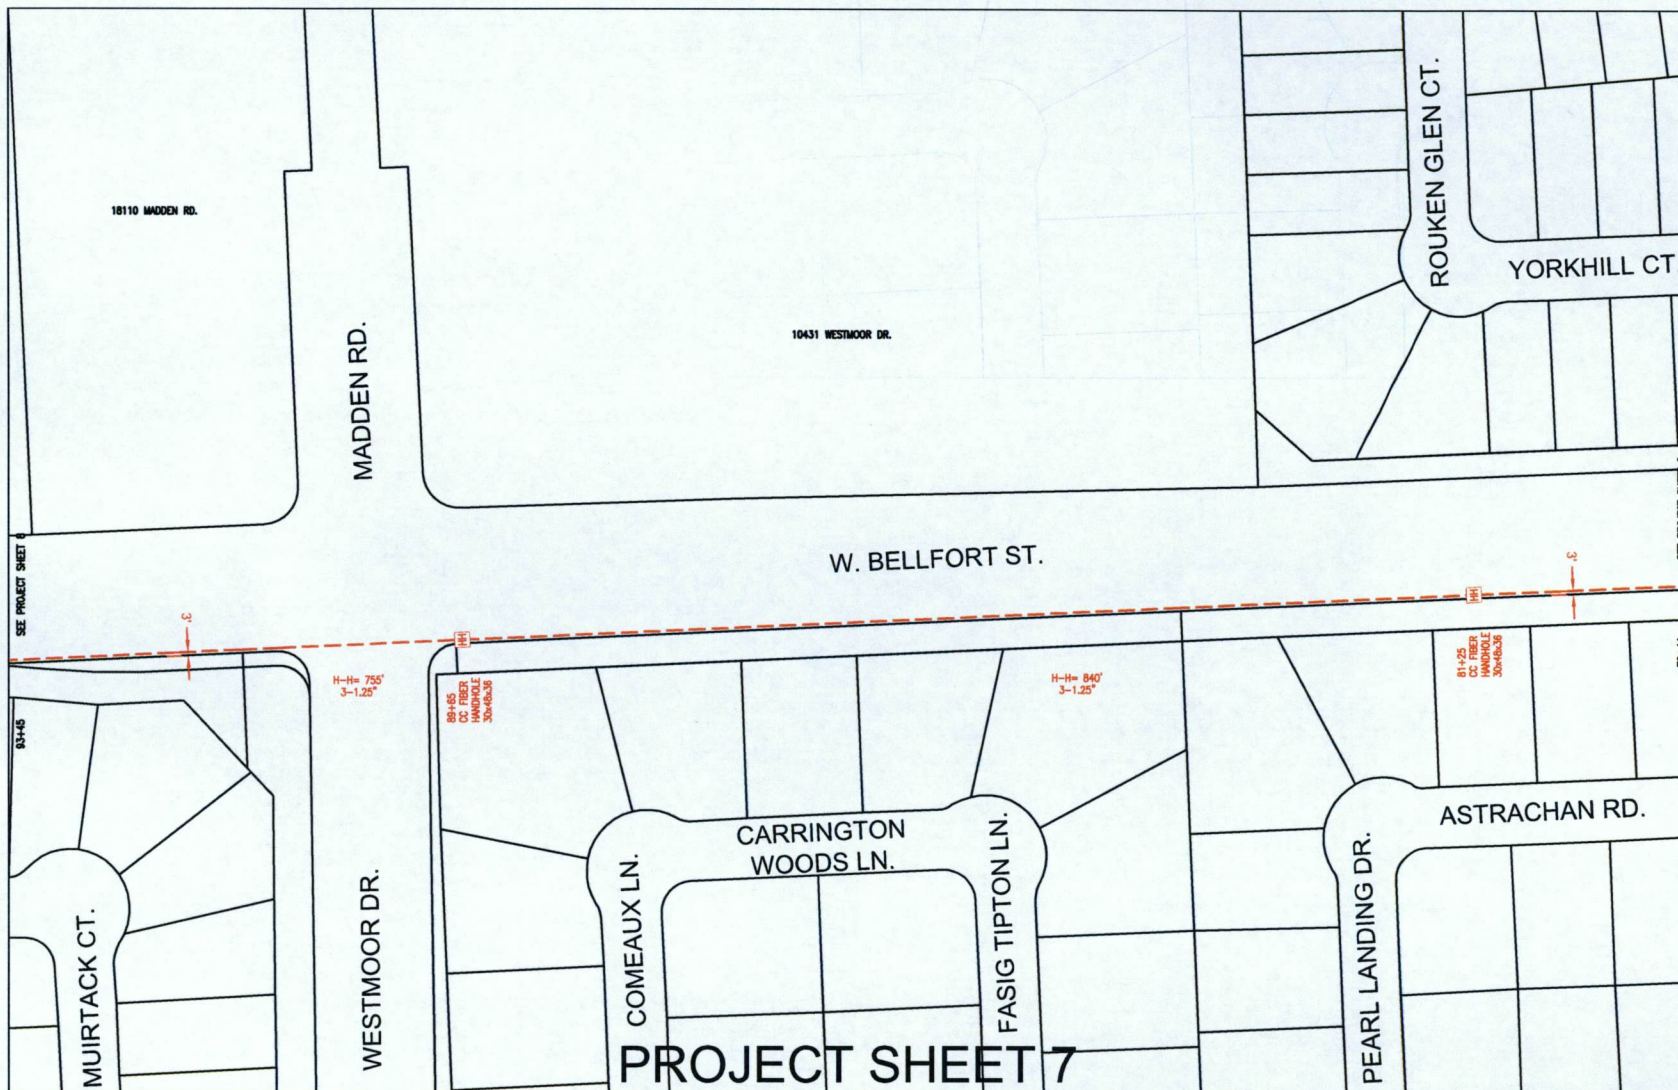 18110 MADDEN RD.
MADDEN RD.
10431 WESTMOOR DR.
ROUKEN GLEN CT.
YORKHILL CT.
W. BELLFORT ST.
SEE PROJECT SHEET 8
93+45
3'
H-H= 755'
3-1.25"
HH
89+65
CC FIBER
HANDHOLE
30x48x36
H-H= 840'
3-1.25"
HH
81+25
CC FIBER
HANDHOLE
30x48x36
3'
MUIRTACK CT.
WESTMOOR DR.
COMEAUX LN.
CARRINGTON
WOODS LN.
FASIG TIPTON LN.
PEARL LANDING DR.
ASTRACHAN RD.
PROJECT SHEET 7